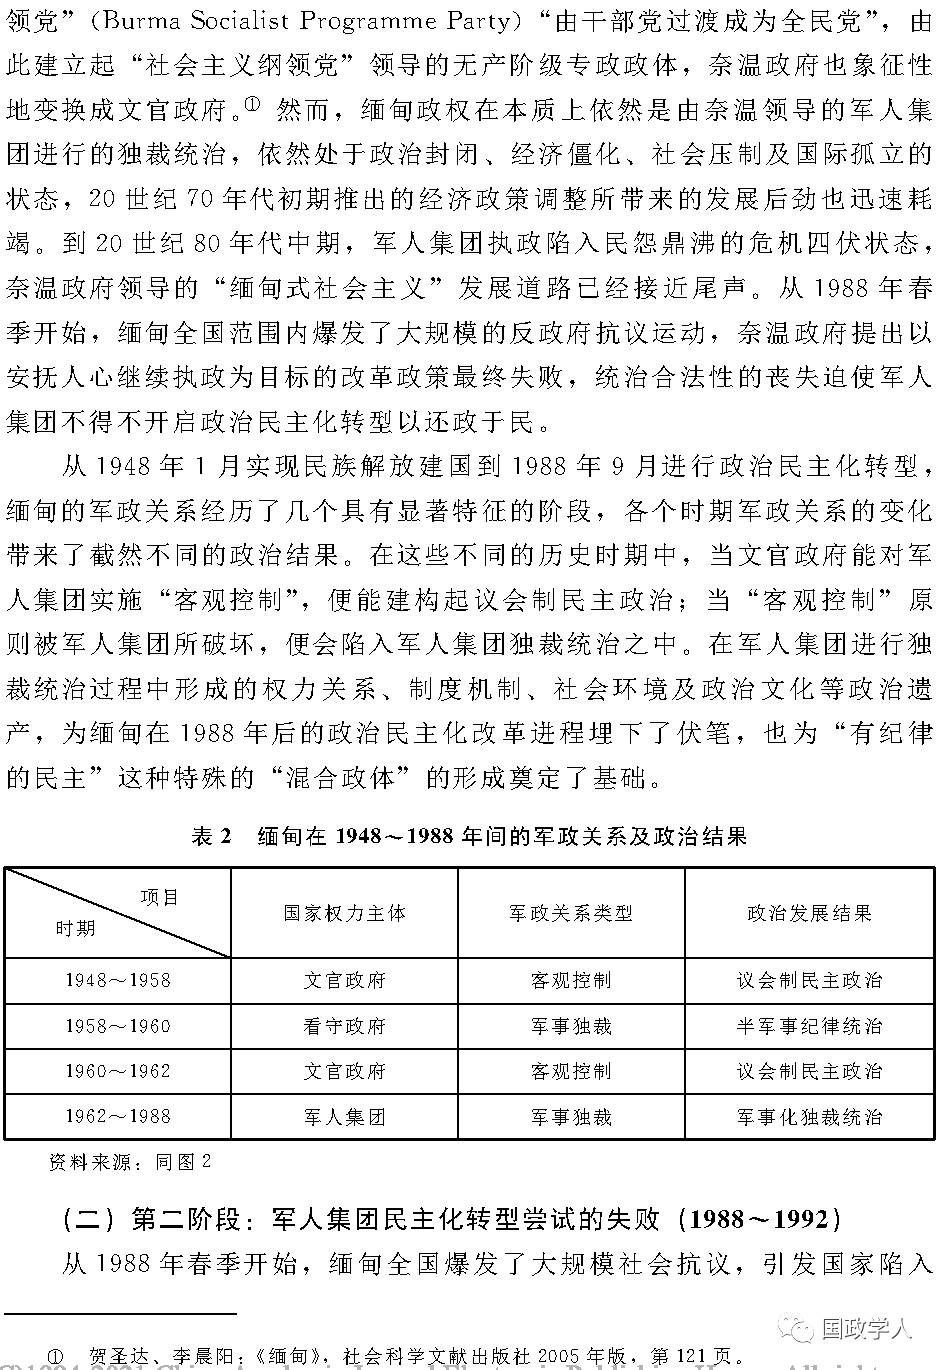 领党”（Burma Socialist Programme Party）“由干部党过渡成为全民党”，由
此建立起“社会主义纲领党”领导的无产阶级专政政体，奈温政府也象征性
地变换成文官政府。① 然而，缅甸政权在本质上依然是由奈温领导的军人集
团进行的独裁统治，依然处于政治封闭、经济僵化、社会压制及国际孤立的
状态，20 世纪 70 年代初期推出的经济政策调整所带来的发展后劲也迅速耗
竭。到 20 世纪 80 年代中期，军人集团执政陷入民怨鼎沸的危机四伏状态，
奈温政府领导的“缅甸式社会主义”发展道路已经接近尾声。从 1988 年春
季开始，缅甸全国范围内爆发了大规模的反政府抗议运动，奈温政府提出以
安抚人心继续执政为目标的改革政策最终失败，统治合法性的丧失迫使军人
集团不得不开启政治民主化转型以还政于民。
从 1948 年 1 月实现民族解放建国到 1988 年 9 月进行政治民主化转型，
缅甸的军政关系经历了几个具有显著特征的阶段，各个时期军政关系的变化
带来了截然不同的政治结果。在这些不同的历史时期中，当文官政府能对军
人集团实施“客观控制”，便能建构起议会制民主政治；当“客观控制”原
则被军人集团所破坏，便会陷入军人集团独裁统治之中。在军人集团进行独
裁统治过程中形成的权力关系、制度机制、社会环境及政治文化等政治遗
产，为缅甸在 1988 年后的政治民主化改革进程埋下了伏笔，也为“有纪律
的民主”这种特殊的“混合政体”的形成奠定了基础。
表 2 缅甸在 1948～1988 年间的军政关系及政治结果
项目
时期 国家权力主体 军政关系类型 政治发展结果
1948～1958 文官政府 客观控制 议会制民主政治
1958～1960 看守政府 军事独裁 半军事纪律统治
1960～1962 文官政府 客观控制 议会制民主政治
1962～1988 军人集团 军事独裁 军事化独裁统治
资料来源：同图 2
（二）第二阶段：军人集团民主化转型尝试的失败（1988～1992）
从 1988 年春季开始，缅甸全国爆发了大规模社会抗议，引发国家陷入
国政学人
① 贺圣达、李晨阳：《缅甸》，社会科学文献出版社 2005 年版，第 121 页。